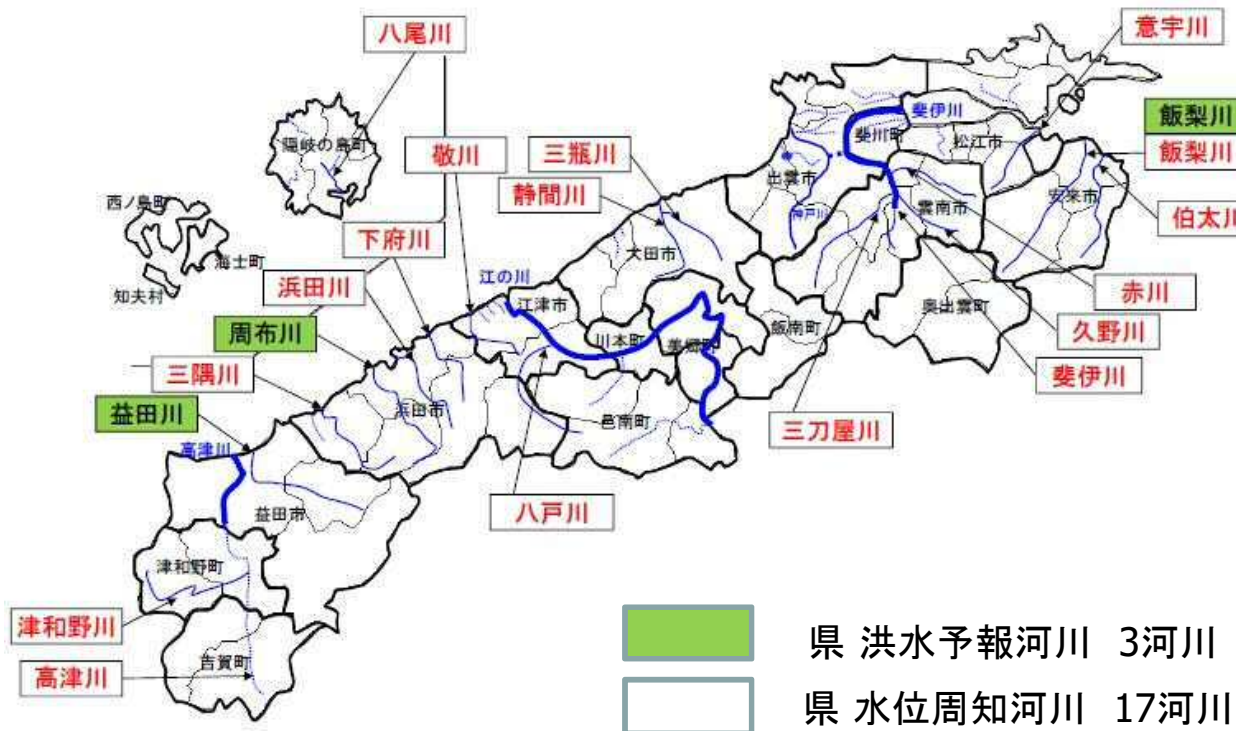 八尾川
意宇川
飯梨川
斐伊川
斐川町
松江市
隠岐の島町
敬川
三瓶川
飯梨川
出雲市
安来市
静間川
西ノ島町
雲南市
神戸川
伯太川
下府川
大田市
海士町
知夫村
江の川
浜田川
江津市
赤川
奥出雲町
飯南町
久野川
周布川
川本町
美郷町
三隅川
斐伊川
益田川
浜田市
邑南町
三刀屋川
高津川
益田市
八戸川
津和野町
津和野川
吉賀町
高津川
県 洪水予報河川 3河川
県 水位周知河川 17河川